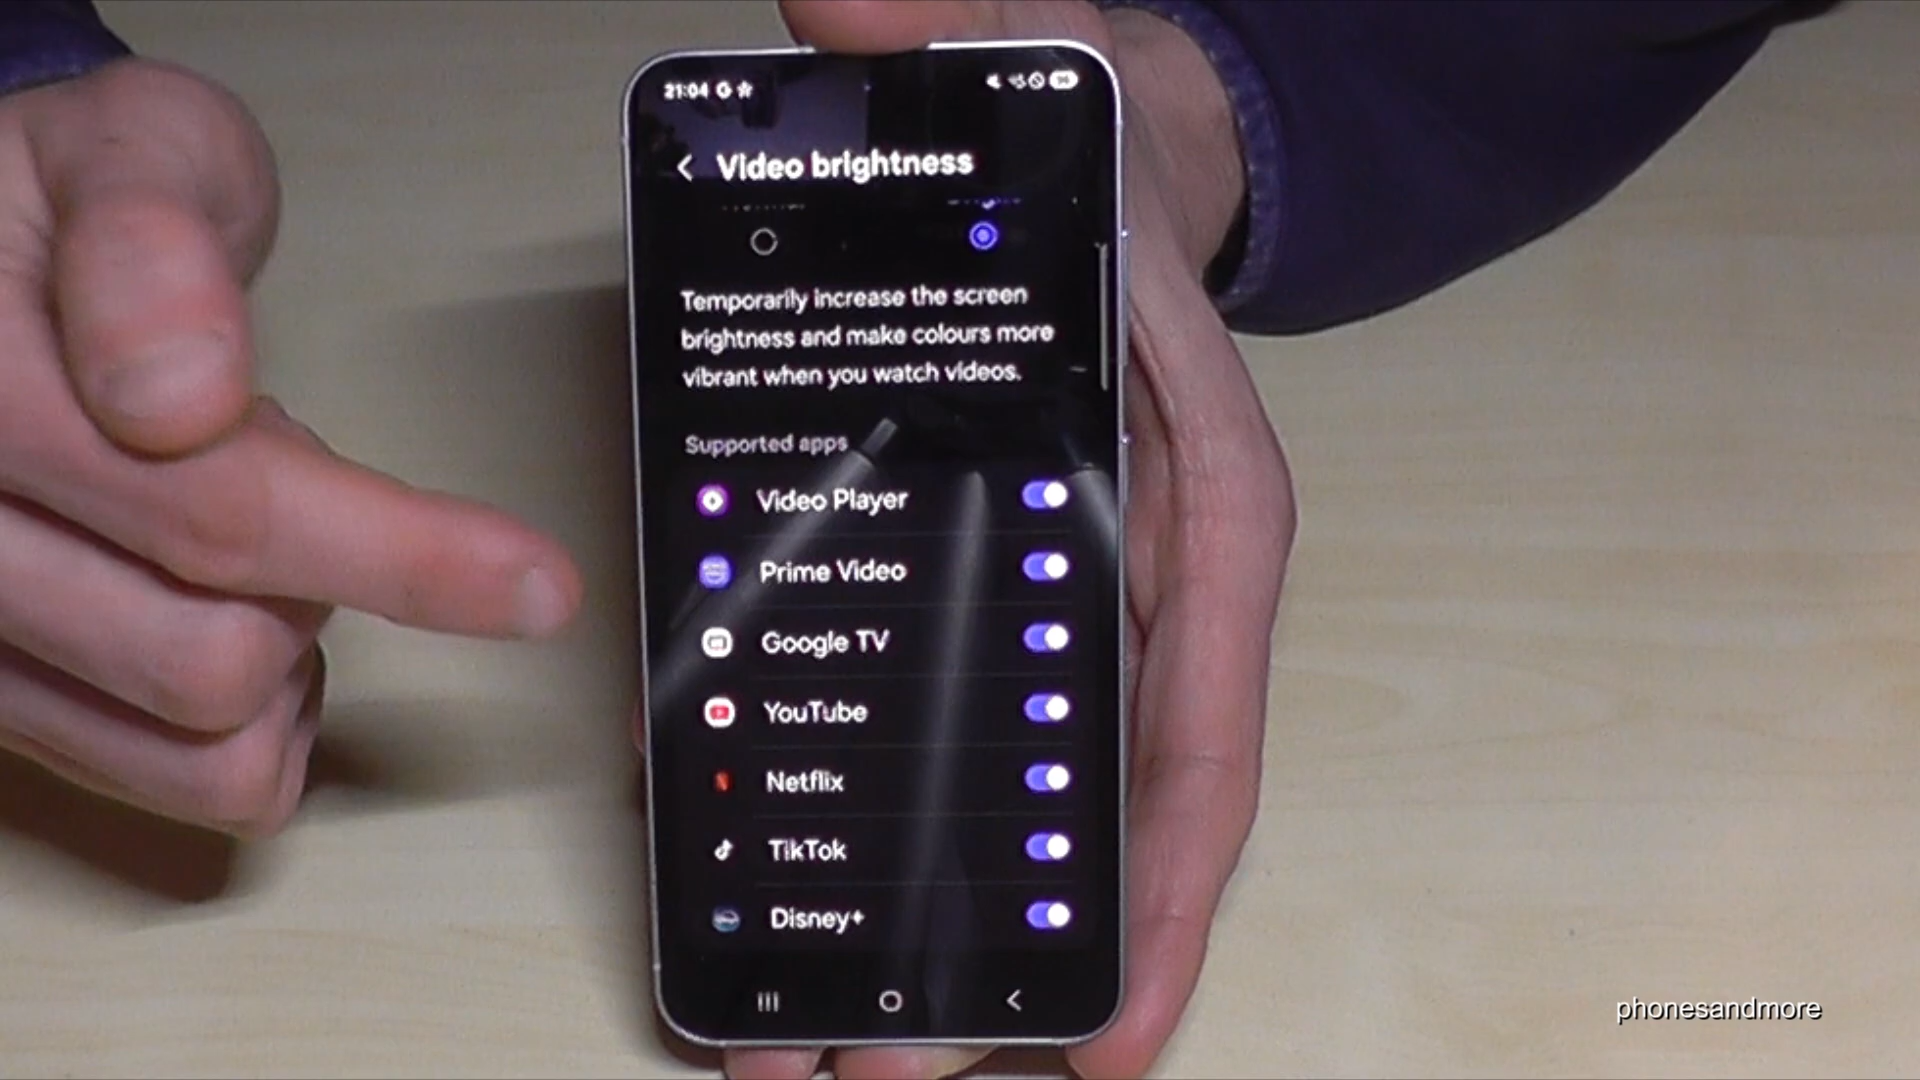 21:04
Video brightness
Temporarily increase the screen
brightness and make colours more
vibrant when you watch videos.
Supported apps
Video Player
Prime Video
Google TV
YouTube
Netflix
TikTok
Disney+
phonesandmore